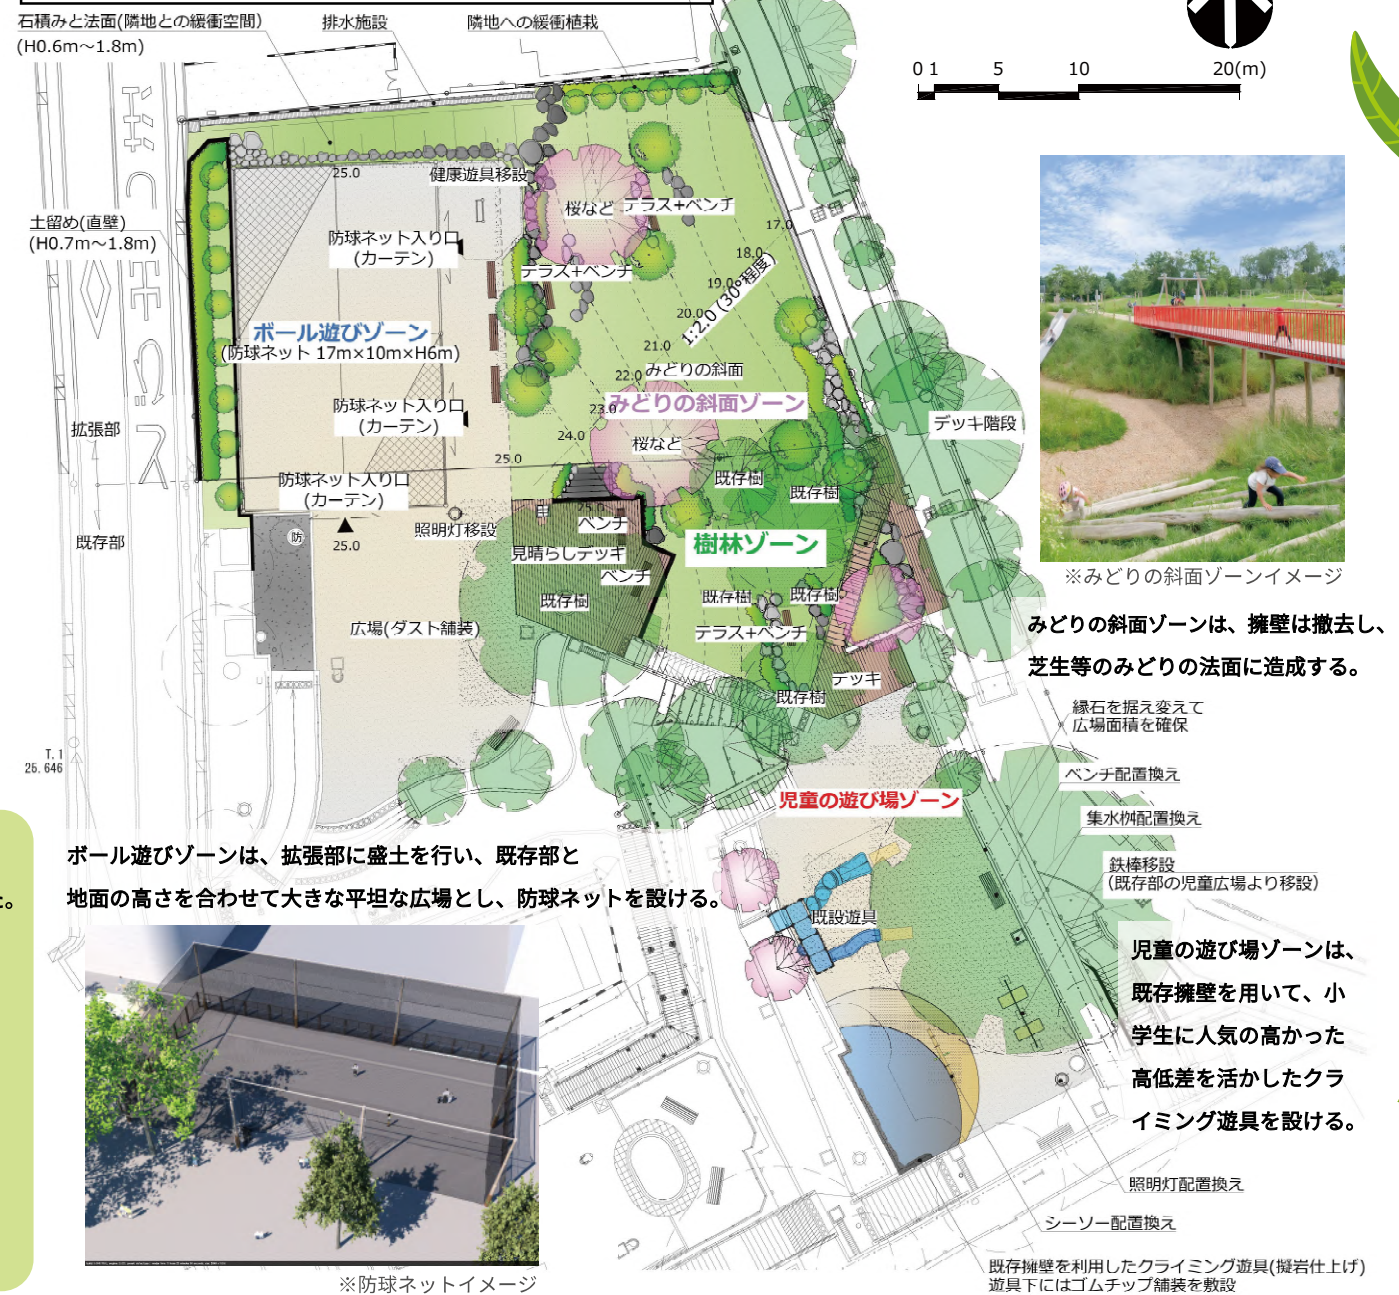 石積みと法面(隣地との緩衝空間)
(H0.6m～1.8m)
排水施設
隣地への緩衝植栽
0 1 5 10 20(m)
土留め(直壁)
(H0.7m～1.8m)
25.0
健康遊具移設
桜など
テラス+ベンチ
防球ネット入り口
(カーテン)
テラス+ベンチ
17.0
18.0
19.0
20.0
21.0
22.0
23.0
24.0
25.0
1:2.0 (30°程度)
ボール遊びゾーン
(防球ネット 17m×10m×H6m)
みどりの斜面
みどりの斜面ゾーン
防球ネット入り口
(カーテン)
桜など
デッキ階段
拡張部
既存部
防球ネット入り口
(カーテン)
25.0
防
照明灯移設
25.0
ベンチ
見晴らしデッキ
ベンチ
既存樹
既存樹
既存樹
樹林ゾーン
既存樹
既存樹
テラス+ベンチ
デッキ
既存樹
広場(ダスト舗装)
※みどりの斜面ゾーンイメージ
みどりの斜面ゾーンは、擁壁は撤去し、
芝生等のみどりの法面に造成する。
縁石を据え変えて
広場面積を確保
T.1
25.646
ベンチ配置換え
児童の遊び場ゾーン
集水桝配置換え
鉄棒移設
(既存部の児童広場より移設)
既設遊具
た。
ボール遊びゾーンは、拡張部に盛土を行い、既存部と
地面の高さを合わせて大きな平坦な広場とし、防球ネットを設ける。
児童の遊び場ゾーンは、
既存擁壁を用いて、小
学生に人気の高かった
高低差を活かしたクラ
イミング遊具を設ける。
照明灯配置換え
シーソー配置換え
既存擁壁を利用したクライミング遊具(擬岩仕上げ)
遊具下にはゴムチップ舗装を敷設
※防球ネットイメージ